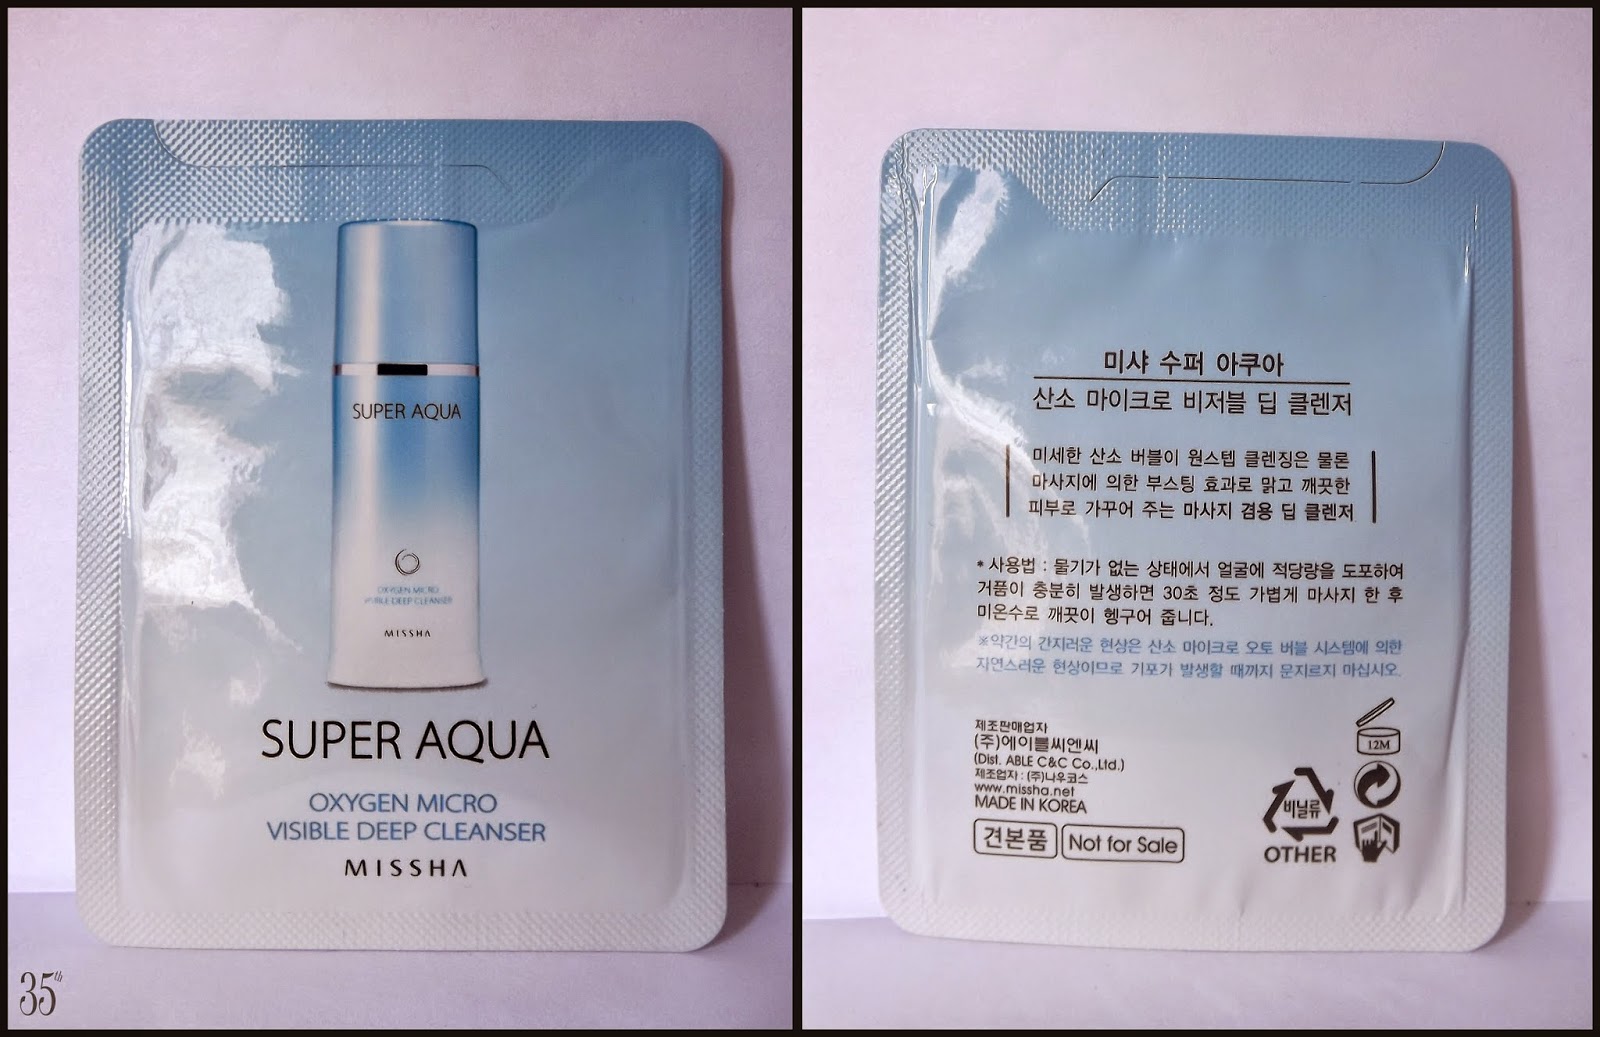 SUPER AQUA
OXYGEN MICRO
VISIBLE DEEP CLEANSER
MISSHA
SUPER AQUA
OXYGEN MICRO
VISIBLE DEEP CLEANSER
MISSHA
35th
미샤 수퍼 아쿠아
산소 마이크로 비저블 딥 클렌저
미세한 산소 버블이 원스텝 클렌징은 물론
마사지에 의한 부스팅 효과로 맑고 깨끗한
피부로 가꾸어 주는 마사지 겸용 딥 클렌저
* 사용법 : 물기가 없는 상태에서 얼굴에 적당량을 도포하여
거품이 충분히 발생하면 30초 정도 가볍게 마사지 한 후
미온수로 깨끗이 헹구어 줍니다.
※약간의 간지러운 현상은 산소 마이크로 오토 버블 시스템에 의한
자연스러운 현상이므로 기포가 발생할 때까지 문지르지 마십시오.
제조판매업자
(주)에이블씨엔씨
(Dist. ABLE C&C Co.,Ltd.)
제조업자 : (주)나우코스
www.missha.net
MADE IN KOREA
견본품 Not for Sale
12M
비닐류
OTHER